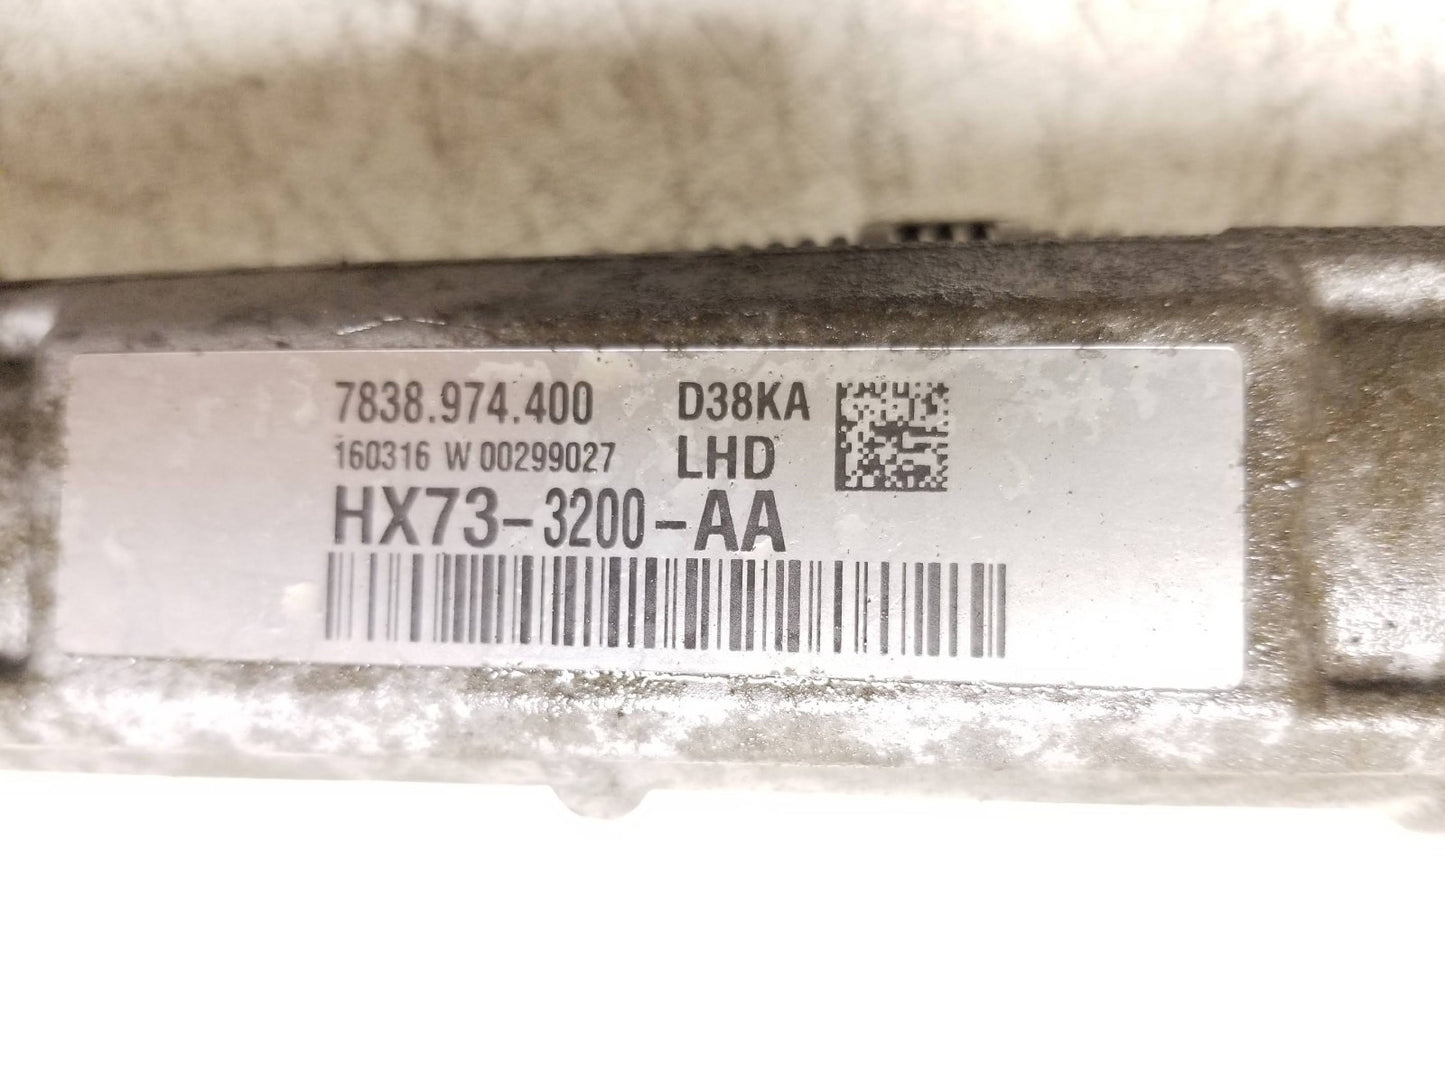 7838.974.400 D38KA
160316 W 00299027 LHD
HX73-3200-AA